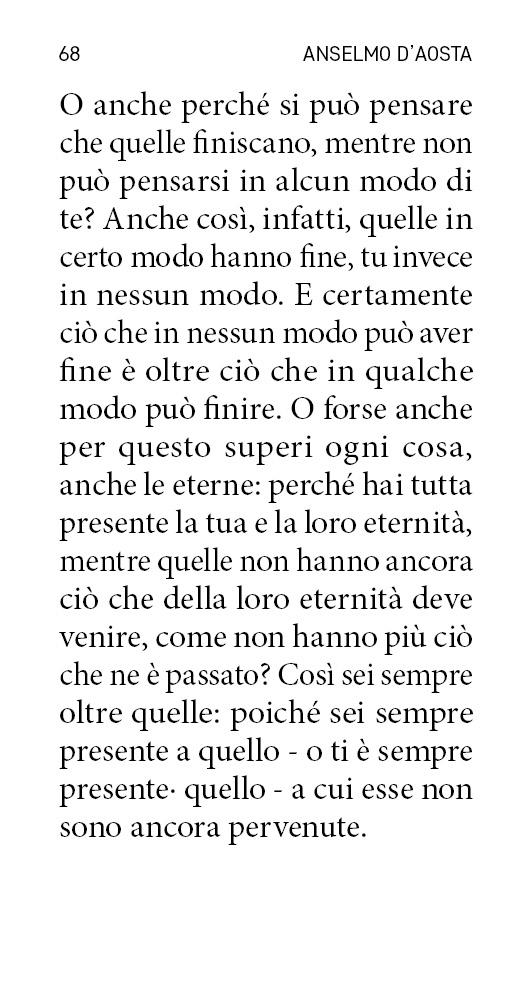 68 ANSELMO D'AOSTA
O anche perché si può pensare
che quelle finiscano, mentre non
può pensarsi in alcun modo di
te? Anche così, infatti, quelle in
certo modo hanno fine, tu invece
in nessun modo. E certamente
ciò che in nessun modo può aver
fine è oltre ciò che in qualche
modo può finire. O forse anche
per questo superi ogni cosa,
anche le eterne: perché hai tutta
presente la tua e la loro eternità,
mentre quelle non hanno ancora
ciò che della loro eternità deve
venire, come non hanno più ciò
che ne è passato? Così sei sempre
oltre quelle: poiché sei sempre
presente a quello - o ti è sempre
presente· quello - a cui esse non
sono ancora pervenute.